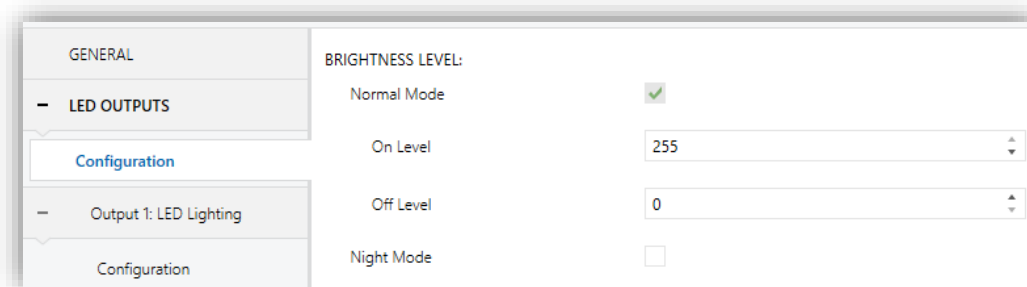 GENERAL
LED OUTPUTS
Configuration
Output 1: LED Lighting
Configuration
BRIGHTNESS LEVEL:
Normal Mode
On Level
255
Off Level
0
Night Mode